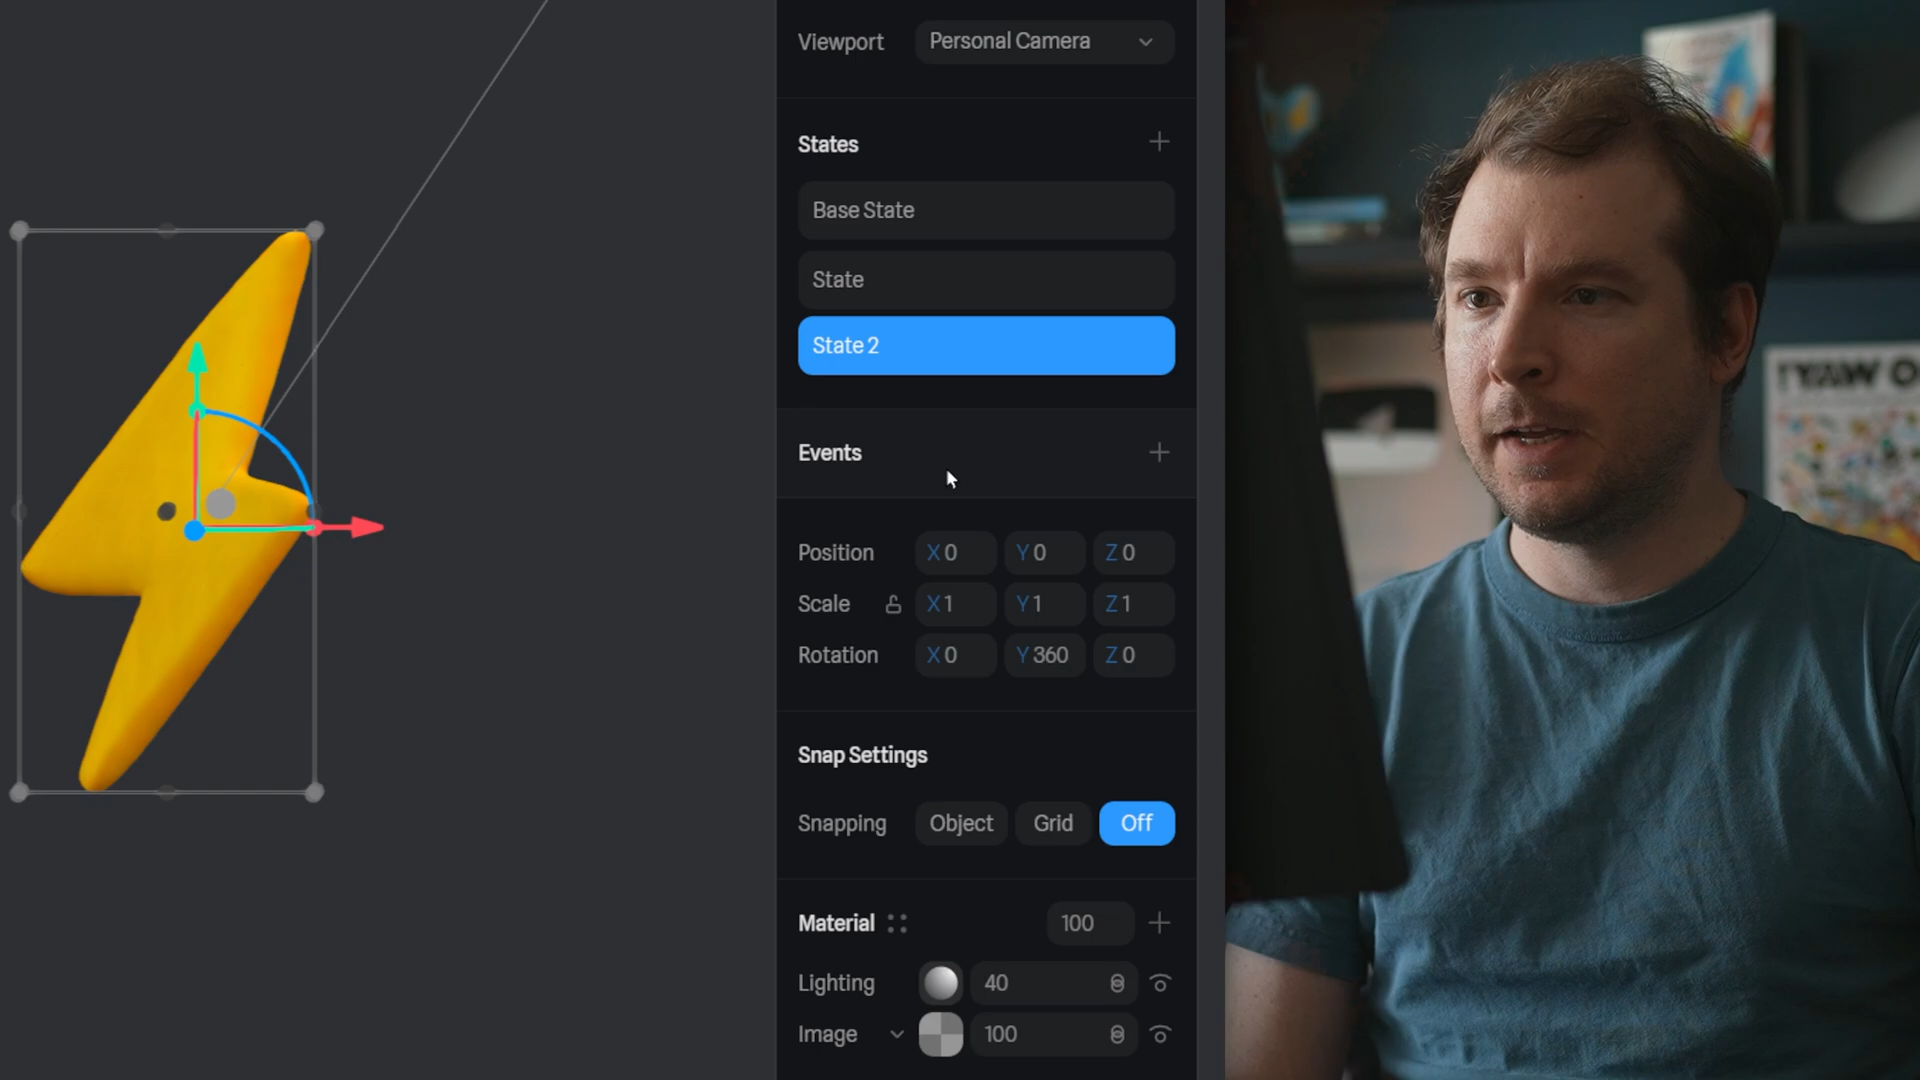 Viewport Personal Camera
States
Base State
State
State 2
Events
Position X 0 Y 0 Z 0
Scale X 1 Y 1 Z 1
Rotation X 0 Y 360 Z 0
Snap Settings
Snapping Object Grid Off
Material 100
Lighting 40
Image 100
!YAW O